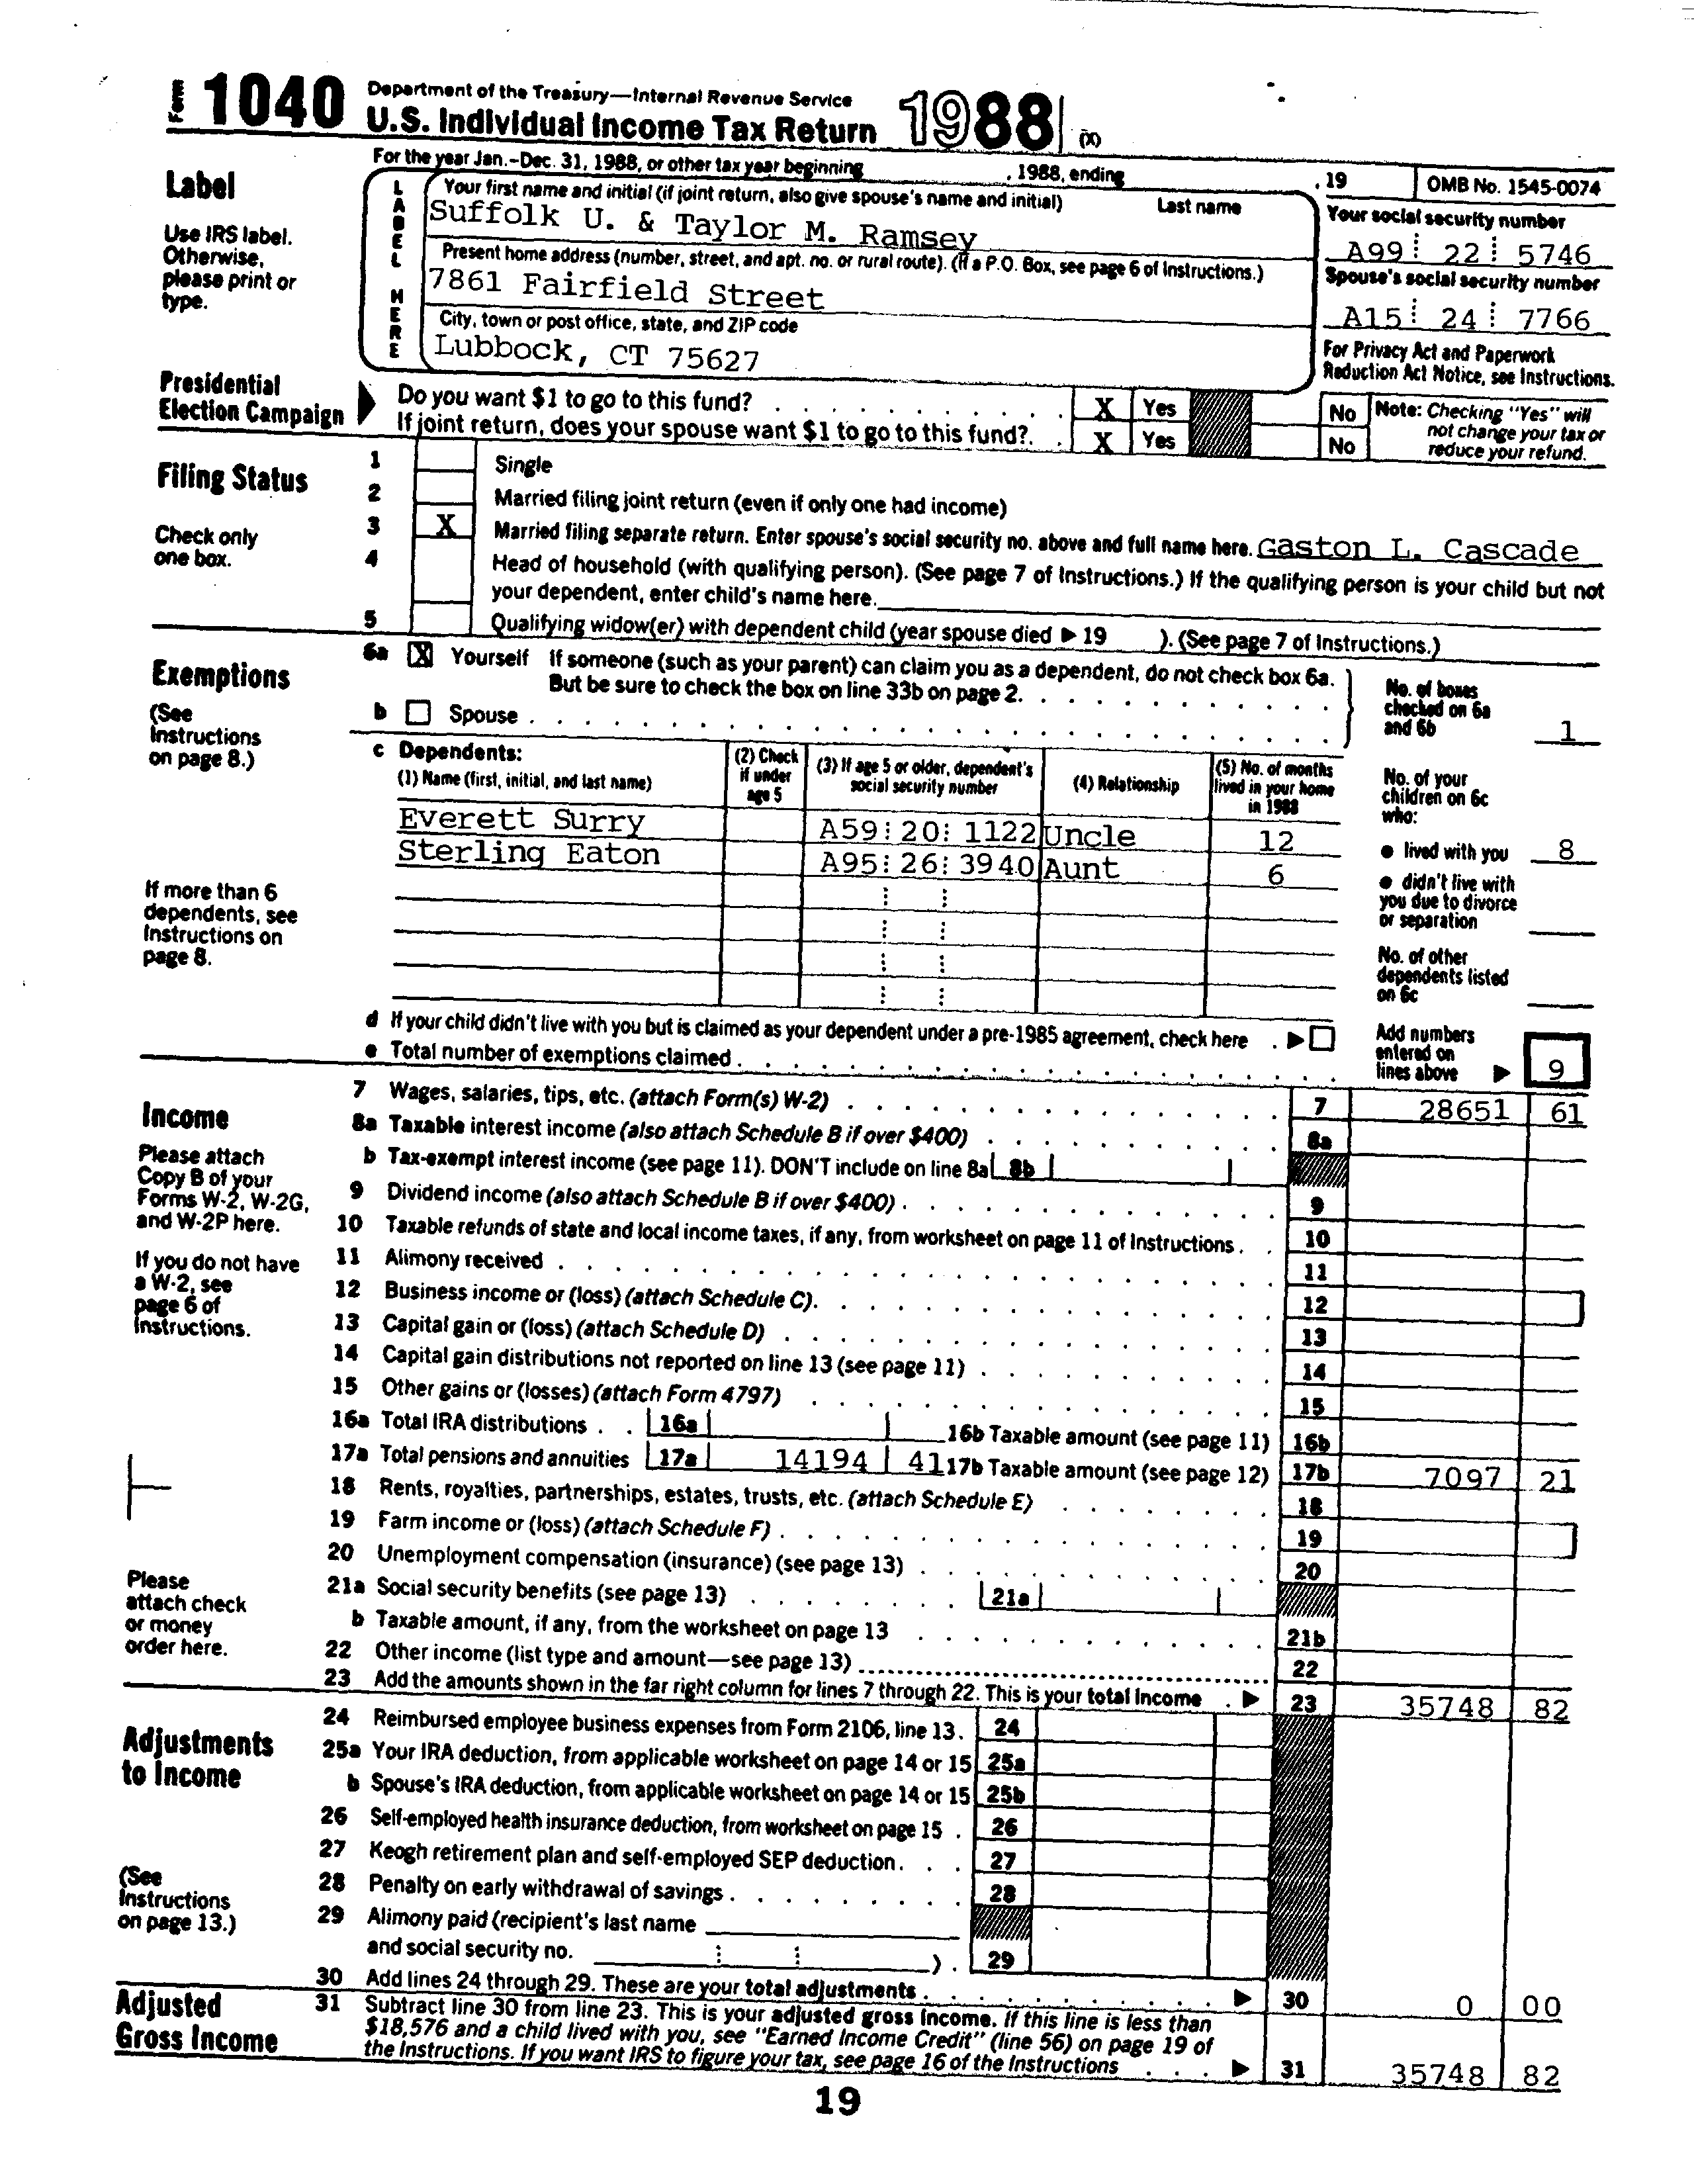 Form 1040 Department of the Treasury—Internal Revenue Service
U.S. Individual Income Tax Return 1988 (X)
For the year Jan.-Dec. 31, 1988, or other tax year beginning , 1988, ending , 19 OMB No. 1545-0074
Label
Use IRS label. Otherwise, please print or type.
LABEL HERE
Your first name and initial (if joint return, also give spouse's name and initial) Last name
Suffolk U. & Taylor M. Ramsey
Your social security number
A99 22 5746
Present home address (number, street, and apt. no. or rural route). (If a P.O. Box, see page 6 of Instructions.)
7861 Fairfield Street
Spouse's social security number
A15 24 7766
City, town or post office, state, and ZIP code
Lubbock, CT 75627
For Privacy Act and Paperwork Reduction Act Notice, see Instructions.
Presidential Election Campaign
Do you want $1 to go to this fund? X Yes No
If joint return, does your spouse want $1 to go to this fund?. X Yes No
Note: Checking "Yes" will not change your tax or reduce your refund.
Filing Status
Check only one box.
1 Single
2 Married filing joint return (even if only one had income)
3 X Married filing separate return. Enter spouse's social security no. above and full name here. Gaston L. Cascade
4 Head of household (with qualifying person). (See page 7 of Instructions.) If the qualifying person is your child but not
your dependent, enter child's name here.
5 Qualifying widow(er) with dependent child (year spouse died ▶ 19 ). (See page 7 of Instructions.)
Exemptions
(See Instructions on page 8.)
6a X Yourself If someone (such as your parent) can claim you as a dependent, do not check box 6a.
But be sure to check the box on line 33b on page 2.
b Spouse
No. of boxes checked on 6a and 6b 1
c Dependents:
(1) Name (first, initial, and last name)
(2) Check if under age 5
(3) If age 5 or older, dependent's social security number
(4) Relationship
(5) No. of months lived in your home in 1988
Everett Surry A59 20 1122 Uncle 12
Sterling Eaton A95 26 3940 Aunt 6
No. of your children on 6c who:
● lived with you 8
● didn't live with you due to divorce or separation
No. of other dependents listed on 6c
If more than 6 dependents, see Instructions on page 8.
d If your child didn't live with you but is claimed as your dependent under a pre-1985 agreement, check here . ▶
e Total number of exemptions claimed
Add numbers entered on lines above ▶ 9
Income
Please attach Copy B of your Forms W-2, W-2G, and W-2P here.
If you do not have a W-2, see page 6 of Instructions.
Please attach check or money order here.
7 Wages, salaries, tips, etc. (attach Form(s) W-2) 7 28651 61
8a Taxable interest income (also attach Schedule B if over $400) 8a
b Tax-exempt interest income (see page 11). DON'T include on line 8a 8b
9 Dividend income (also attach Schedule B if over $400) 9
10 Taxable refunds of state and local income taxes, if any, from worksheet on page 11 of Instructions 10
11 Alimony received 11
12 Business income or (loss) (attach Schedule C). 12
13 Capital gain or (loss) (attach Schedule D) 13
14 Capital gain distributions not reported on line 13 (see page 11) 14
15 Other gains or (losses) (attach Form 4797) 15
16a Total IRA distributions 16a 16b Taxable amount (see page 11) 16b
17a Total pensions and annuities 17a 14194 41 17b Taxable amount (see page 12) 17b 7097 21
18 Rents, royalties, partnerships, estates, trusts, etc. (attach Schedule E) 18
19 Farm income or (loss) (attach Schedule F) 19
20 Unemployment compensation (insurance) (see page 13) 20
21a Social security benefits (see page 13) 21a
b Taxable amount, if any, from the worksheet on page 13 21b
22 Other income (list type and amount—see page 13) 22
23 Add the amounts shown in the far right column for lines 7 through 22. This is your total income ▶ 23 35748 82
Adjustments to Income
(See Instructions on page 13.)
24 Reimbursed employee business expenses from Form 2106, line 13. 24
25a Your IRA deduction, from applicable worksheet on page 14 or 15 25a
b Spouse's IRA deduction, from applicable worksheet on page 14 or 15 25b
26 Self-employed health insurance deduction, from worksheet on page 15 26
27 Keogh retirement plan and self-employed SEP deduction 27
28 Penalty on early withdrawal of savings 28
29 Alimony paid (recipient's last name
and social security no. ) . 29
30 Add lines 24 through 29. These are your total adjustments ▶ 30 0 00
Adjusted Gross Income
31 Subtract line 30 from line 23. This is your adjusted gross income. If this line is less than
$18,576 and a child lived with you, see "Earned Income Credit" (line 56) on page 19 of
the Instructions. If you want IRS to figure your tax, see page 16 of the Instructions ▶ 31 35748 82
19